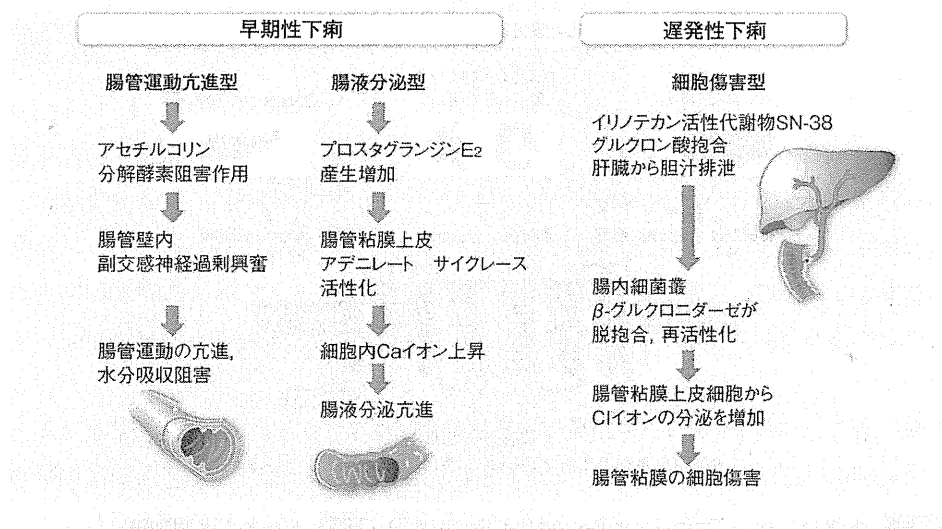 早期性下痢
腸管運動亢進型
アセチルコリン
分解酵素阻害作用
腸管壁内
副交感神経過剰興奮
腸管運動の亢進,
水分吸収阻害
腸液分泌型
プロスタグランジンE2
産生増加
腸管粘膜上皮
アデニレート サイクレース
活性化
細胞内Caイオン上昇
腸液分泌亢進
遅発性下痢
細胞傷害型
イリノテカン活性代謝物SN-38
グルクロン酸抱合
肝臓から胆汁排泄
腸内細菌叢
β-グルクロニダーゼが
脱抱合, 再活性化
腸管粘膜上皮細胞から
Clイオンの分泌を増加
腸管粘膜の細胞傷害